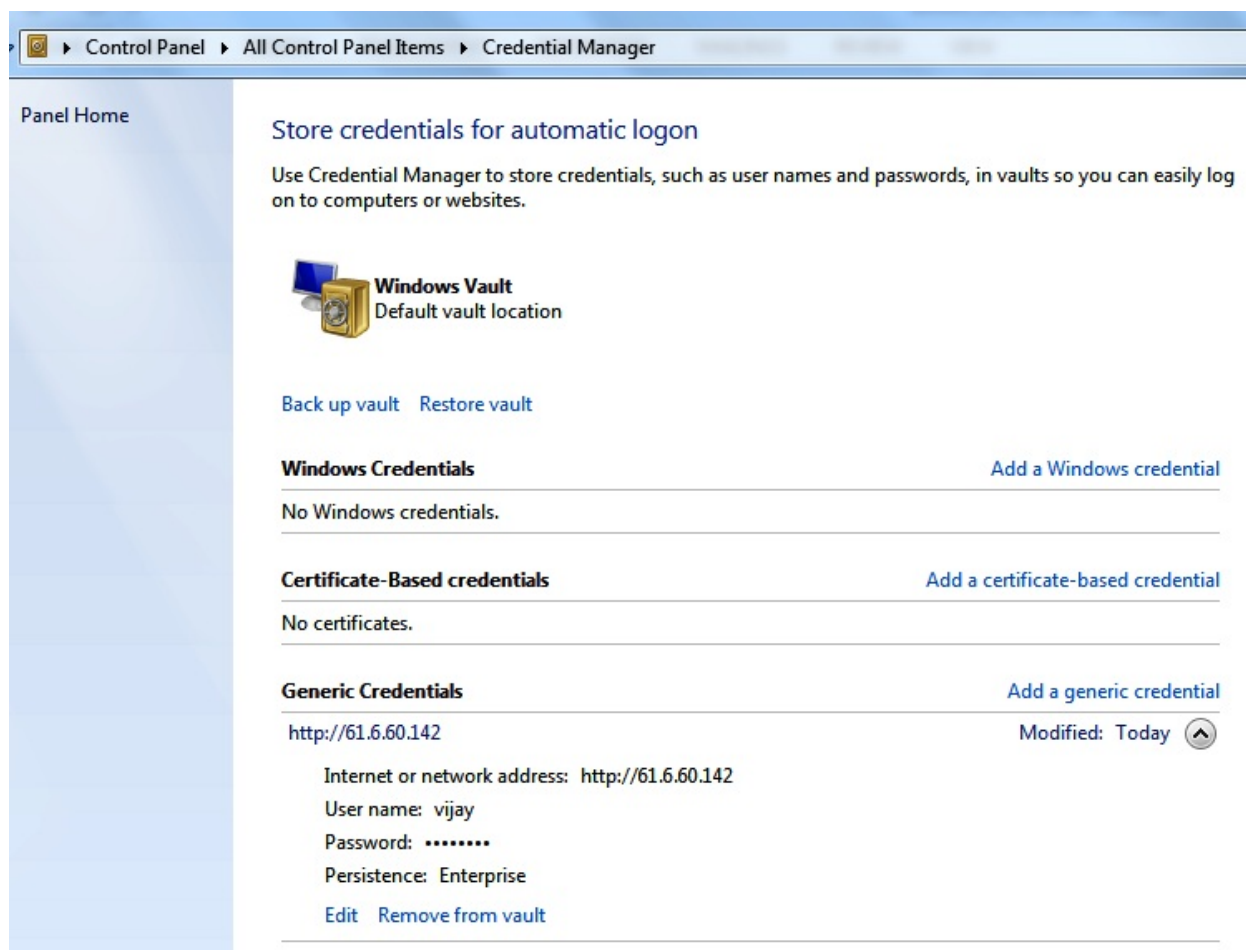 Control Panel ▸ All Control Panel Items ▸ Credential Manager
Panel Home
Store credentials for automatic logon
Use Credential Manager to store credentials, such as user names and passwords, in vaults so you can easily log
on to computers or websites.
Windows Vault
Default vault location
Back up vault Restore vault
Windows Credentials Add a Windows credential
No Windows credentials.
Certificate-Based credentials Add a certificate-based credential
No certificates.
Generic Credentials Add a generic credential
http://61.6.60.142 Modified: Today
Internet or network address: http://61.6.60.142
User name: vijay
Password: ••••••••
Persistence: Enterprise
Edit Remove from vault